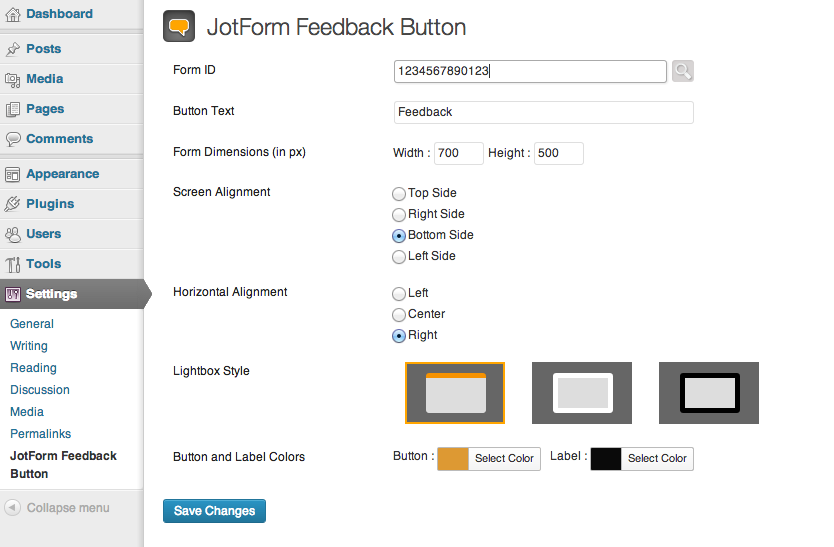 Dashboard
Posts
Media
Pages
Comments
Appearance
Plugins
Users
Tools
Settings
General
Writing
Reading
Discussion
Media
Permalinks
JotForm Feedback
Button
Collapse menu
JotForm Feedback Button
Form ID
1234567890123
Button Text
Feedback
Form Dimensions (in px)
Width : 700 Height : 500
Screen Alignment
Top Side
Right Side
Bottom Side
Left Side
Horizontal Alignment
Left
Center
Right
Lightbox Style
Button and Label Colors
Button : Select Color Label : Select Color
Save Changes